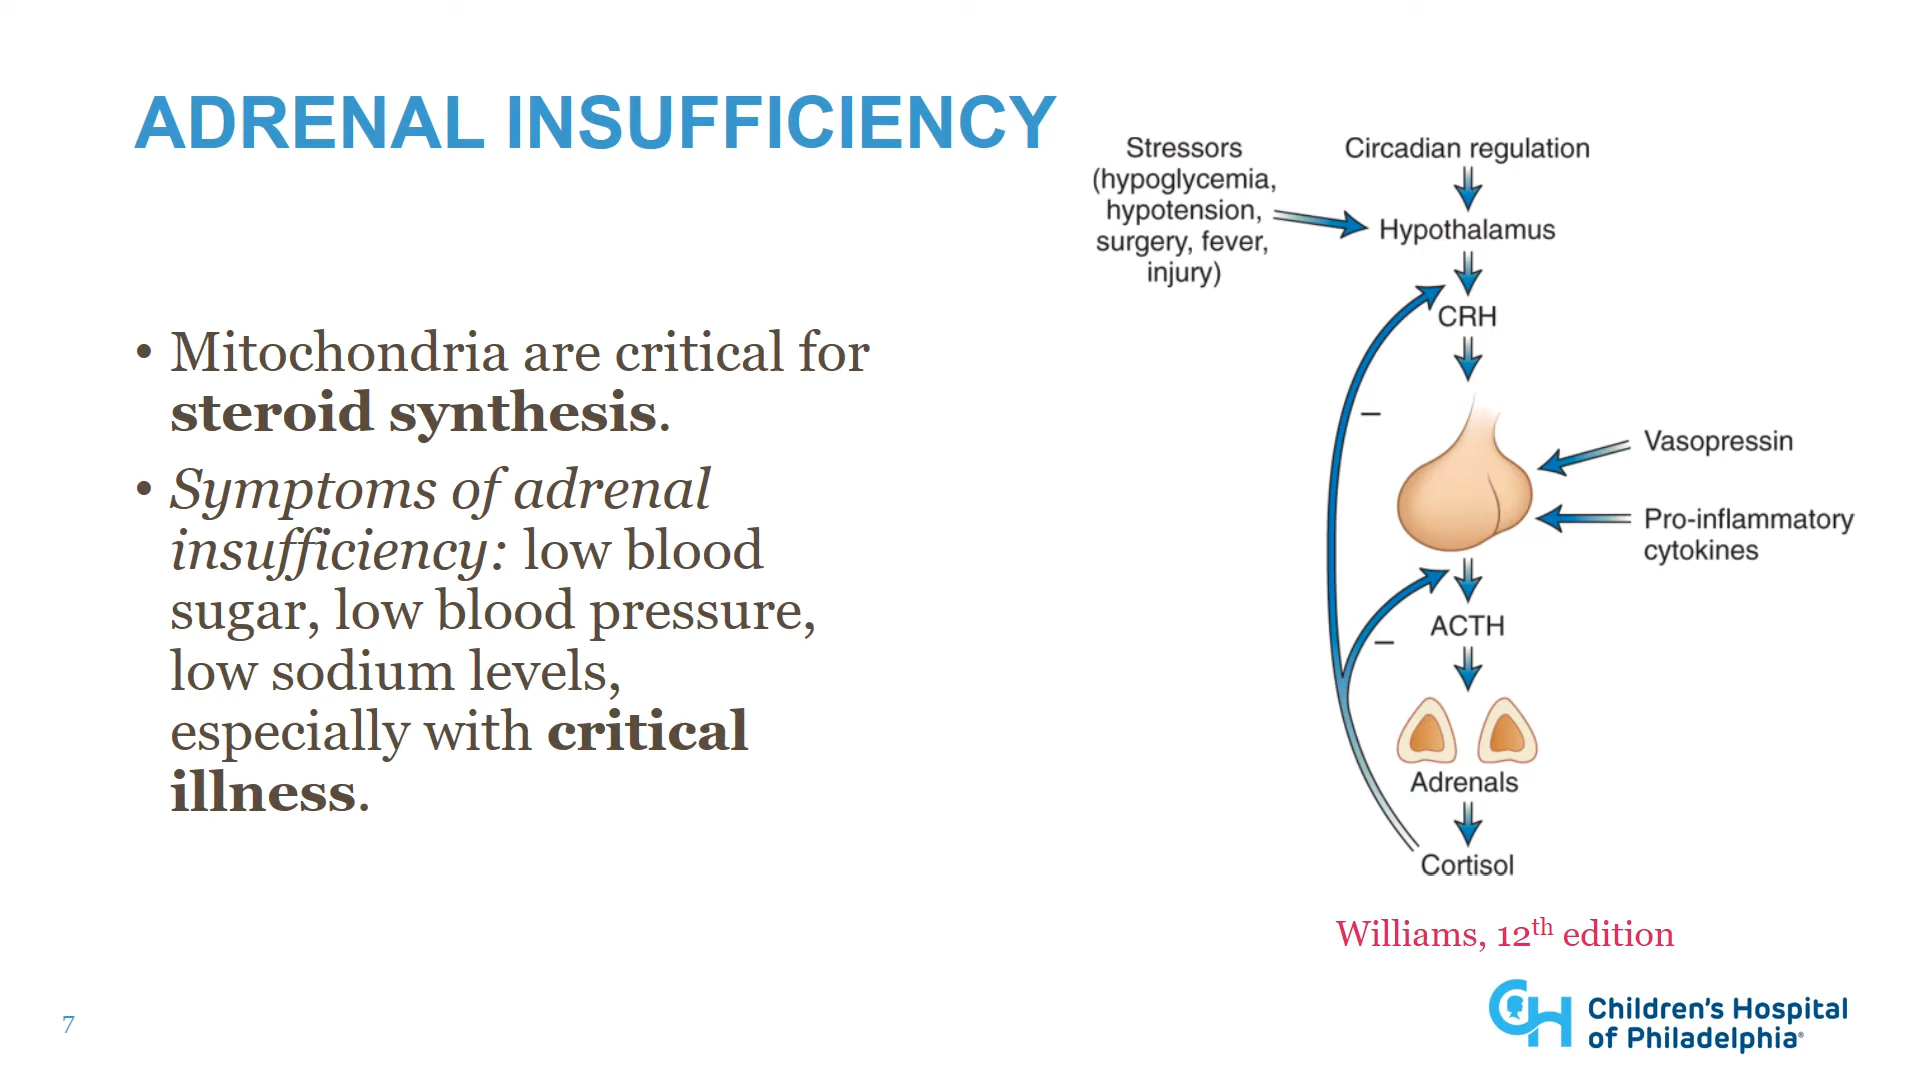 ADRENAL INSUFFICIENCY
• Mitochondria are critical for
steroid synthesis.
• Symptoms of adrenal
insufficiency: low blood
sugar, low blood pressure,
low sodium levels,
especially with critical
illness.
Stressors
(hypoglycemia,
hypotension,
surgery, fever,
injury)
Circadian regulation
Hypothalamus
CRH
–
Vasopressin
Pro-inflammatory
cytokines
–
ACTH
Adrenals
Cortisol
Williams, 12th edition
7
CH
Children's Hospital
of Philadelphia®